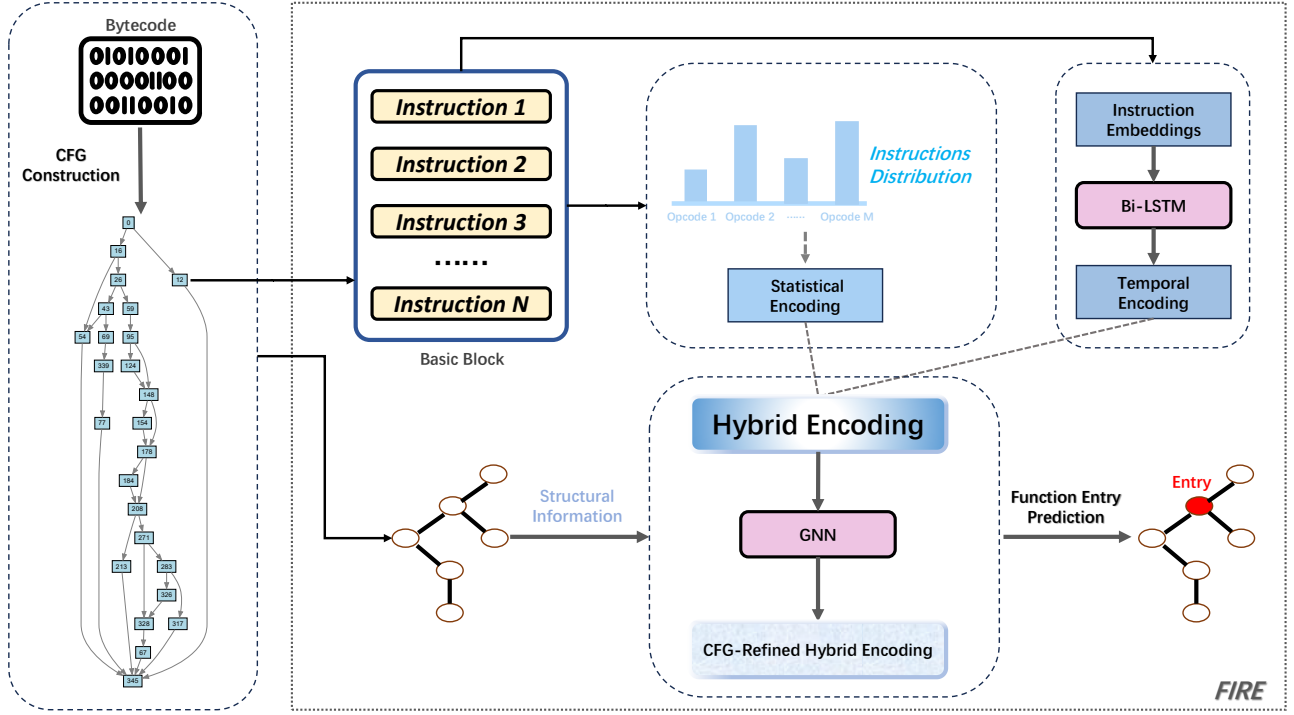 Bytecode
01010001
00001100
00110010
CFG
Construction
0
16
12
26
43
59
54
69
95
339
124
148
77
154
178
184
208
271
213
283
326
328
317
67
345
Instruction 1
Instruction 2
Instruction 3
......
Instruction N
Basic Block
Instructions
Distribution
Opcode 1
Opcode 2
......
Opcode M
Statistical
Encoding
Instruction
Embeddings
Bi-LSTM
Temporal
Encoding
Structural
Information
Hybrid Encoding
GNN
CFG-Refined Hybrid Encoding
Function Entry
Prediction
Entry
FIRE